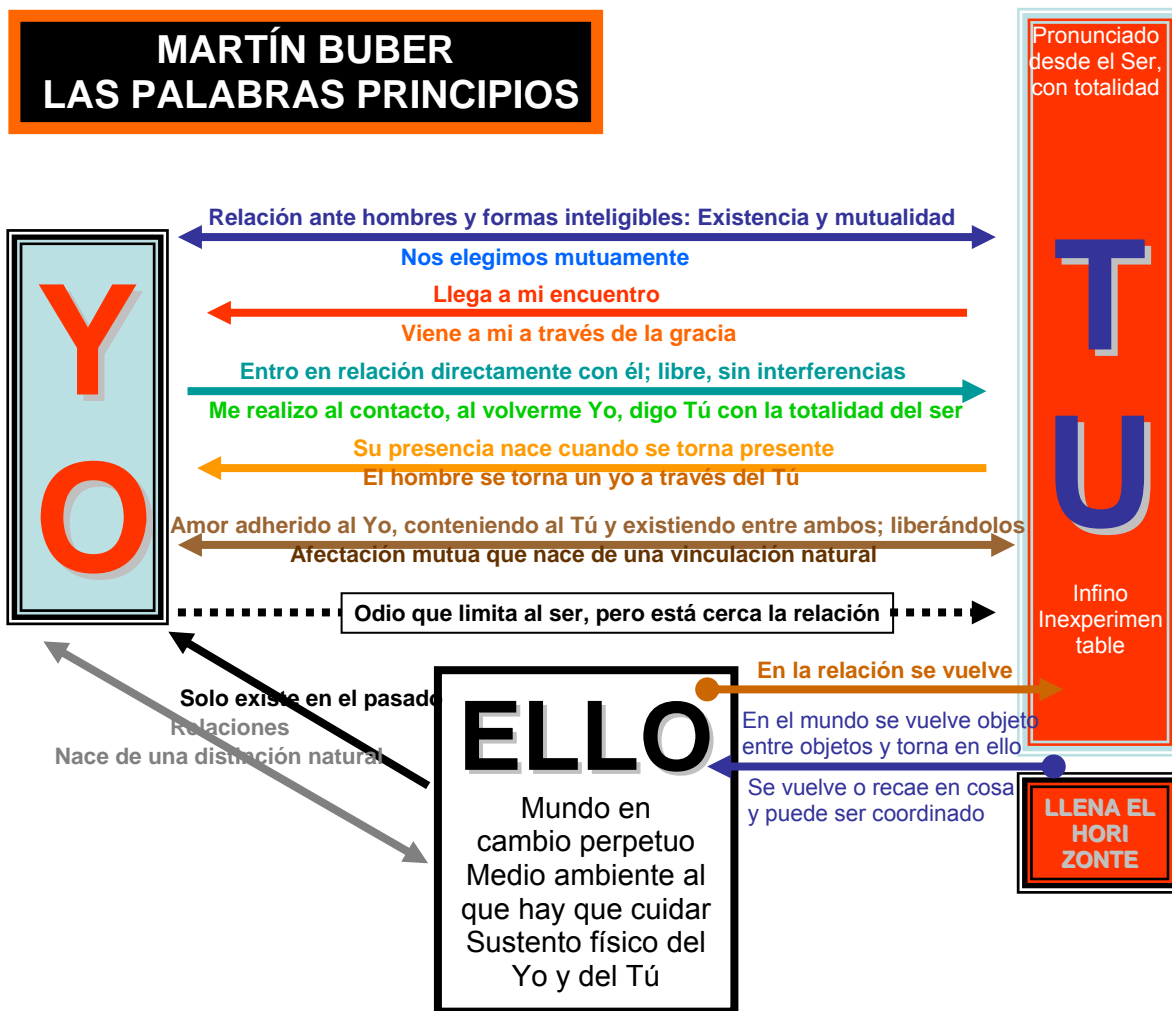 MARTÍN BUBER
LAS PALABRAS PRINCIPIOS
Pronunciado
desde el Ser,
con totalidad
Relación ante hombres y formas inteligibles: Existencia y mutualidad
Nos elegimos mutuamente
Llega a mi encuentro
Viene a mi a través de la gracia
Entro en relación directamente con él; libre, sin interferencias
Me realizo al contacto, al volverme Yo, digo Tú con la totalidad del ser
Su presencia nace cuando se torna presente
El hombre se torna un yo a través del Tú
Amor adherido al Yo, conteniendo al Tú y existiendo entre ambos; liberándolos
Afectación mutua que nace de una vinculación natural
Odio que limita al ser, pero está cerca la relación
Y
O
T
U
Infino
Inexperimen
table
Solo existe en el pasado
Relaciones
Nace de una distinción natural
ELLO
Mundo en
cambio perpetuo
Medio ambiente al
que hay que cuidar
Sustento físico del
Yo y del Tú
En la relación se vuelve
En el mundo se vuelve objeto
entre objetos y torna en ello
Se vuelve o recae en cosa
y puede ser coordinado
LLENA EL
HORI
ZONTE